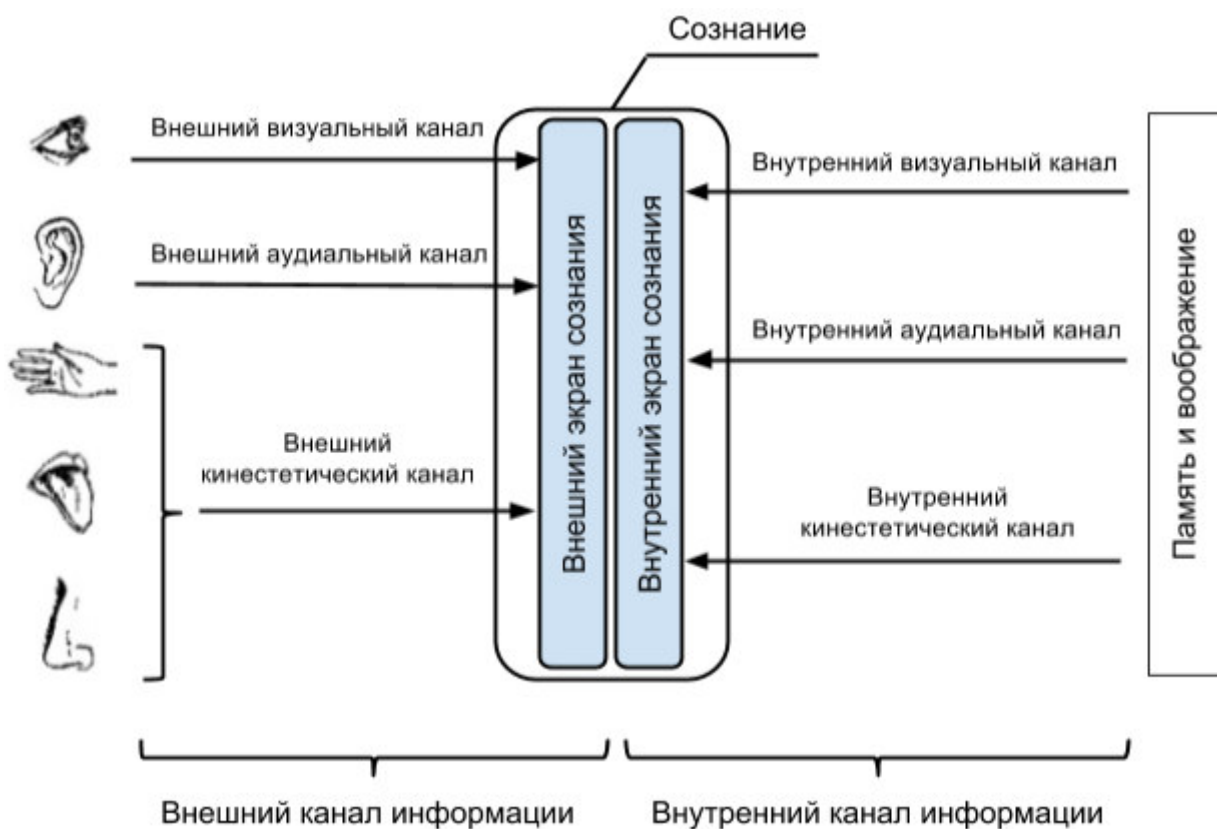 Сознание
Внешний визуальный канал
Внутренний визуальный канал
Внешний аудиальный канал
Внутренний аудиальный канал
Внешний
кинестетический канал
Внутренний
кинестетический канал
Внешний экран сознания
Внутренний экран сознания
Память и вооброжение
Внешний канал информации
Внутренний канал информации